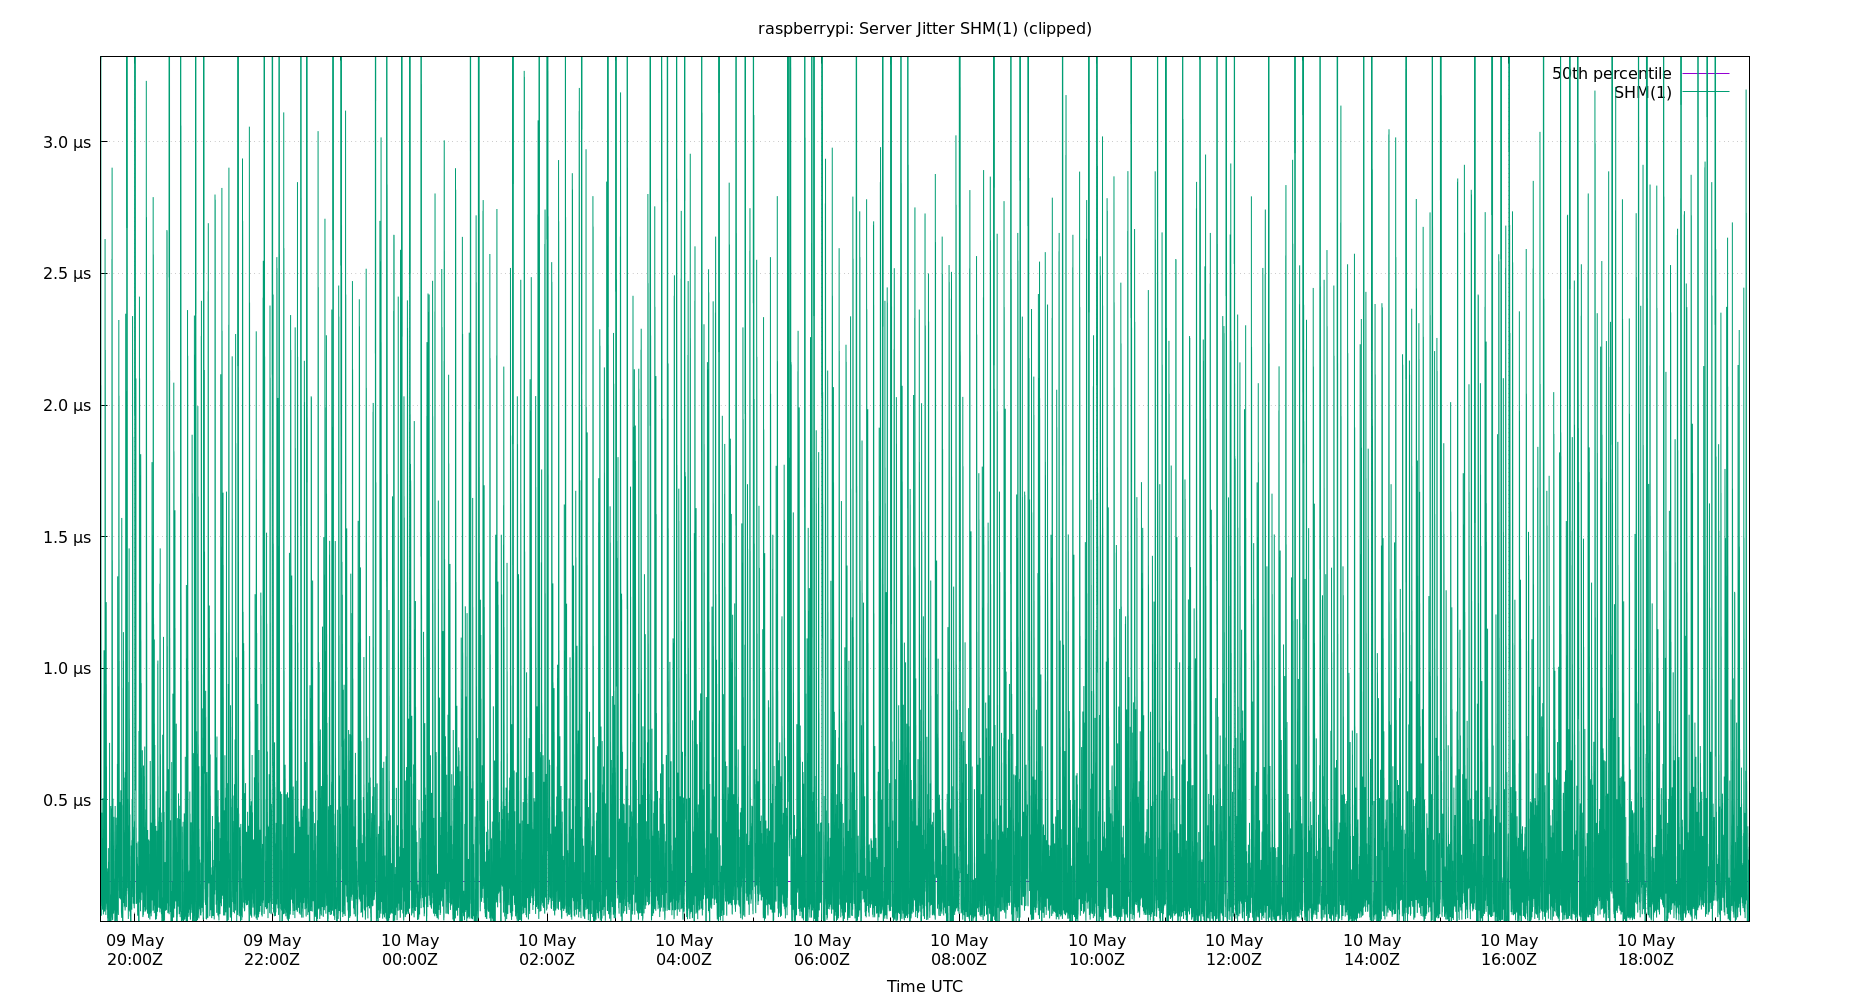 raspberrypi: Server Jitter SHM(1) (clipped)
50th percentile
SHM(1)
3.0 µs
2.5 µs
2.0 µs
1.5 µs
1.0 µs
0.5 µs
09 May 09 May 10 May 10 May 10 May 10 May 10 May 10 May 10 May 10 May 10 May 10 May
20:00Z 22:00Z 00:00Z 02:00Z 04:00Z 06:00Z 08:00Z 10:00Z 12:00Z 14:00Z 16:00Z 18:00Z
Time UTC